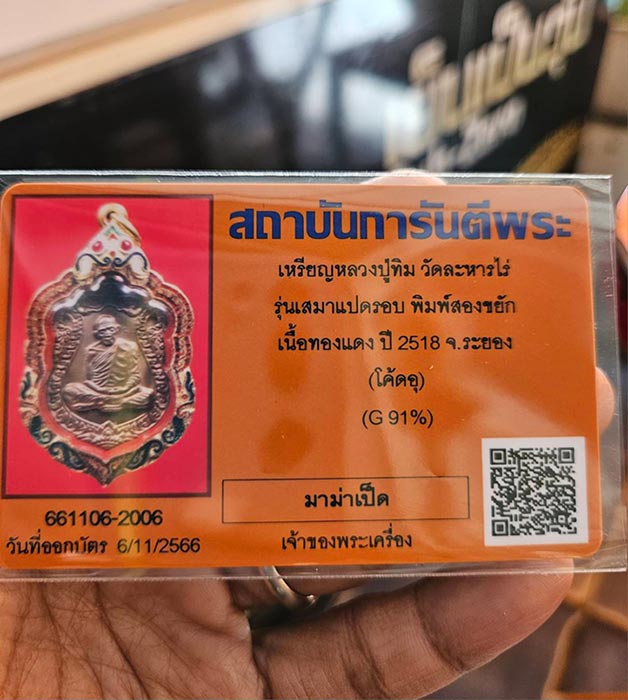 สถาบันการันตีพระ
เหรียญหลวงปู่ทิม วัดละหารไร่
รุ่นเสมาแปดรอบ พิมพ์สองขยัก
เนื้อทองแดง ปี 2518 จ.ระยอง
(โค้ดอุ)
(G 91%)
มาม่าเป็ด
เจ้าของพระเครื่อง
661106-2006
วันที่ออกบัตร 6/11/2566